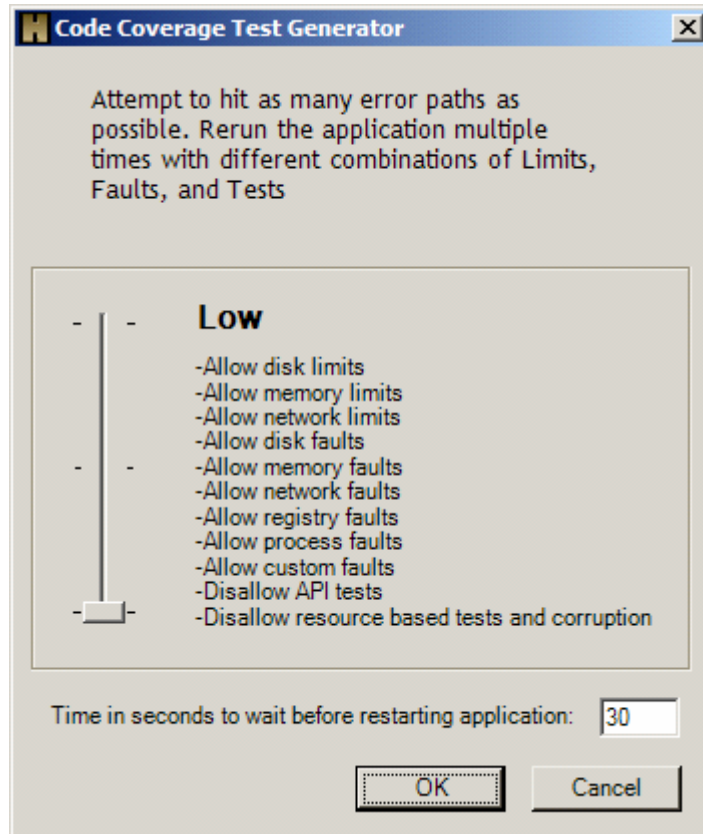 Code Coverage Test Generator
Attempt to hit as many error paths as
possible. Rerun the application multiple
times with different combinations of Limits,
Faults, and Tests
Low
-Allow disk limits
-Allow memory limits
-Allow network limits
-Allow disk faults
-Allow memory faults
-Allow network faults
-Allow registry faults
-Allow process faults
-Allow custom faults
-Disallow API tests
-Disallow resource based tests and corruption
Time in seconds to wait before restarting application: 30
OK Cancel